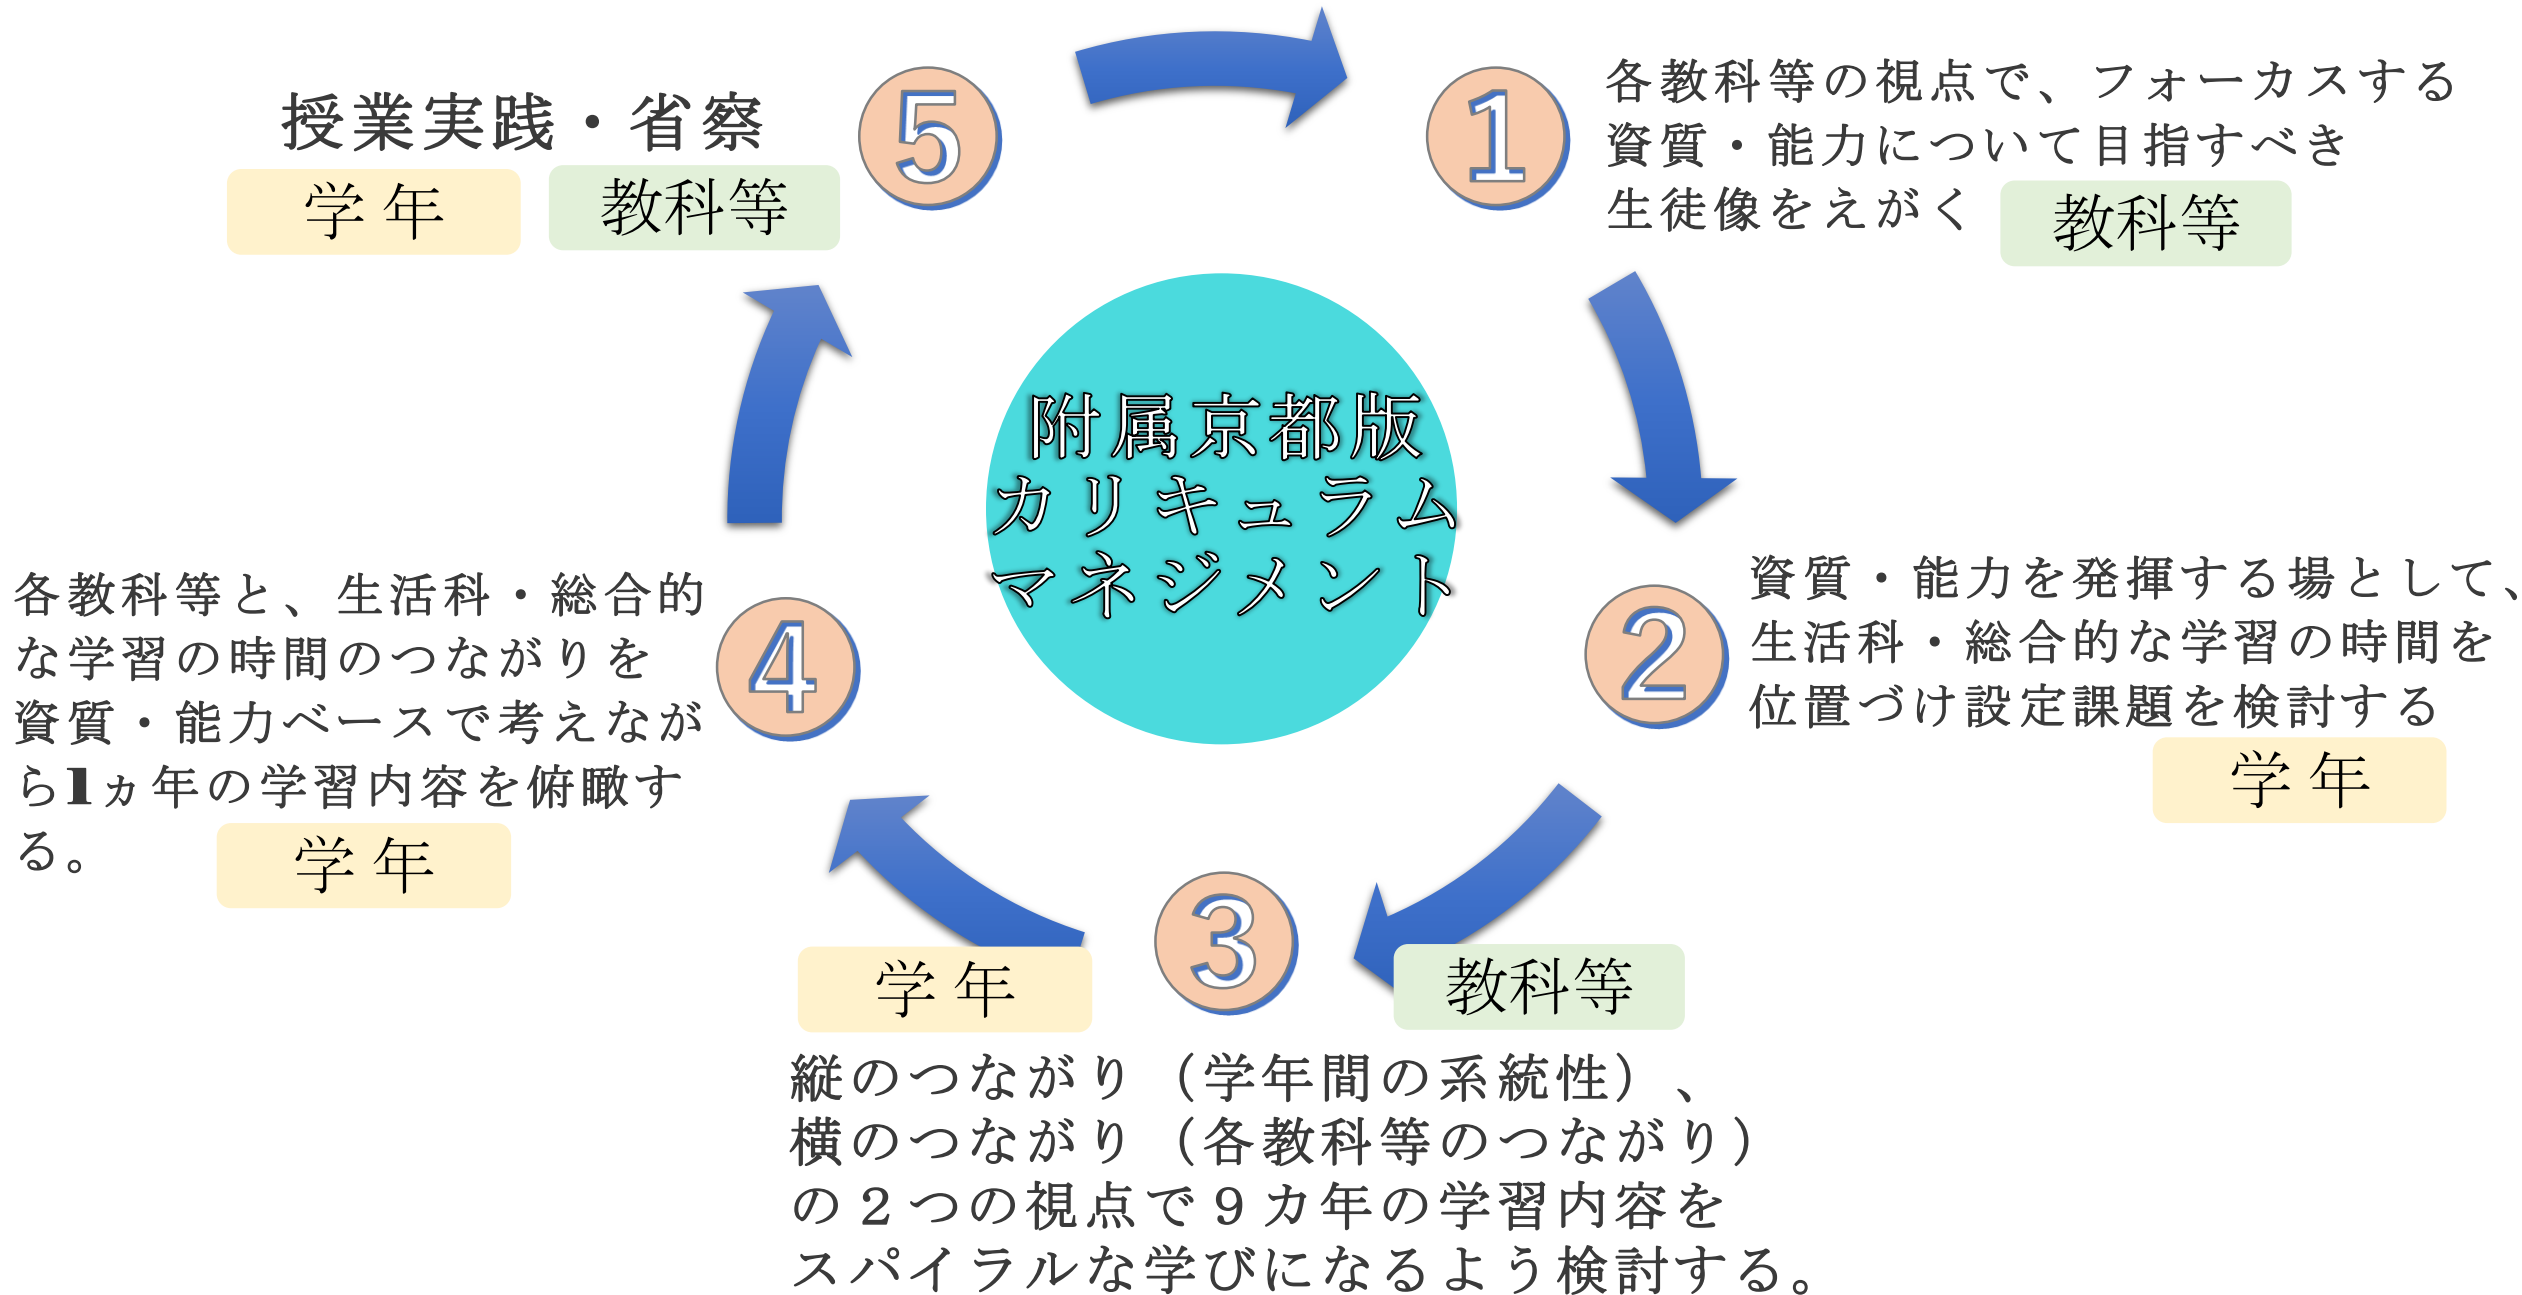 附属京都版
カリキュラム
マネジメント
1
各教科等の視点で、フォーカスする
資質・能力について目指すべき
生徒像をえがく
教科等
2
資質・能力を発揮する場として、
生活科・総合的な学習の時間を
位置づけ設定課題を検討する
学年
3
学年
教科等
縦のつながり（学年間の系統性）、
横のつながり（各教科等のつながり）
の２つの視点で９カ年の学習内容を
スパイラルな学びになるよう検討する。
4
各教科等と、生活科・総合的
な学習の時間のつながりを
資質・能力ベースで考えなが
ら1ヵ年の学習内容を俯瞰す
る。
学年
5
授業実践・省察
学年
教科等